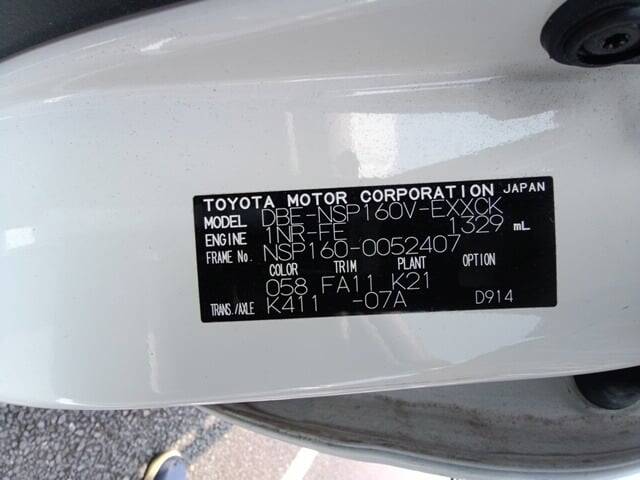 TOYOTA MOTOR CORPORATION JAPAN
MODEL DBE-NSP160V-EXXCK
ENGINE 1NR-FE 1329 mL
FRAME No. NSP160-0052407
COLOR TRIM PLANT OPTION
058 FA11 K21
TRANS./AXLE K411 -07A D914